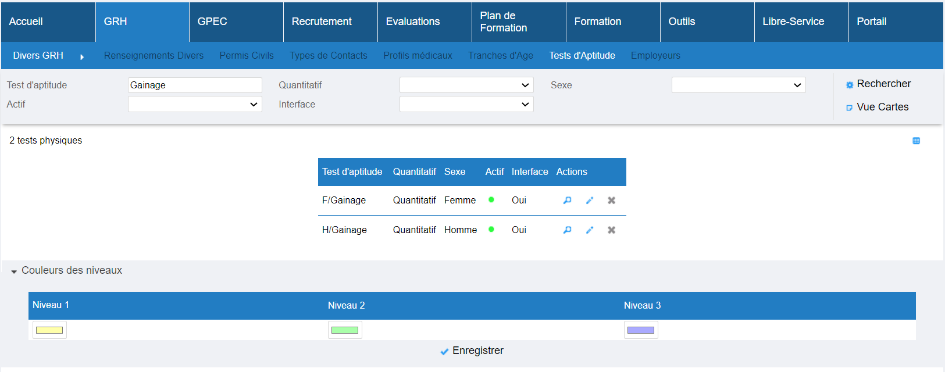 Accueil GRH GPEC Recrutement Evaluations Plan de Formation Formation Outils Libre-Service Portail
Divers GRH Renseignements Divers Permis Civils Types de Contacts Profils médicaux Tranches d'Age Tests d'Aptitude Employeurs
Test d'aptitude Gainage Quantitatif Sexe Rechercher
Actif Interface Vue Cartes
2 tests physiques
Test d'aptitude Quantitatif Sexe Actif Interface Actions
F/Gainage Quantitatif Femme Oui
H/Gainage Quantitatif Homme Oui
Couleurs des niveaux
Niveau 1 Niveau 2 Niveau 3
Enregistrer